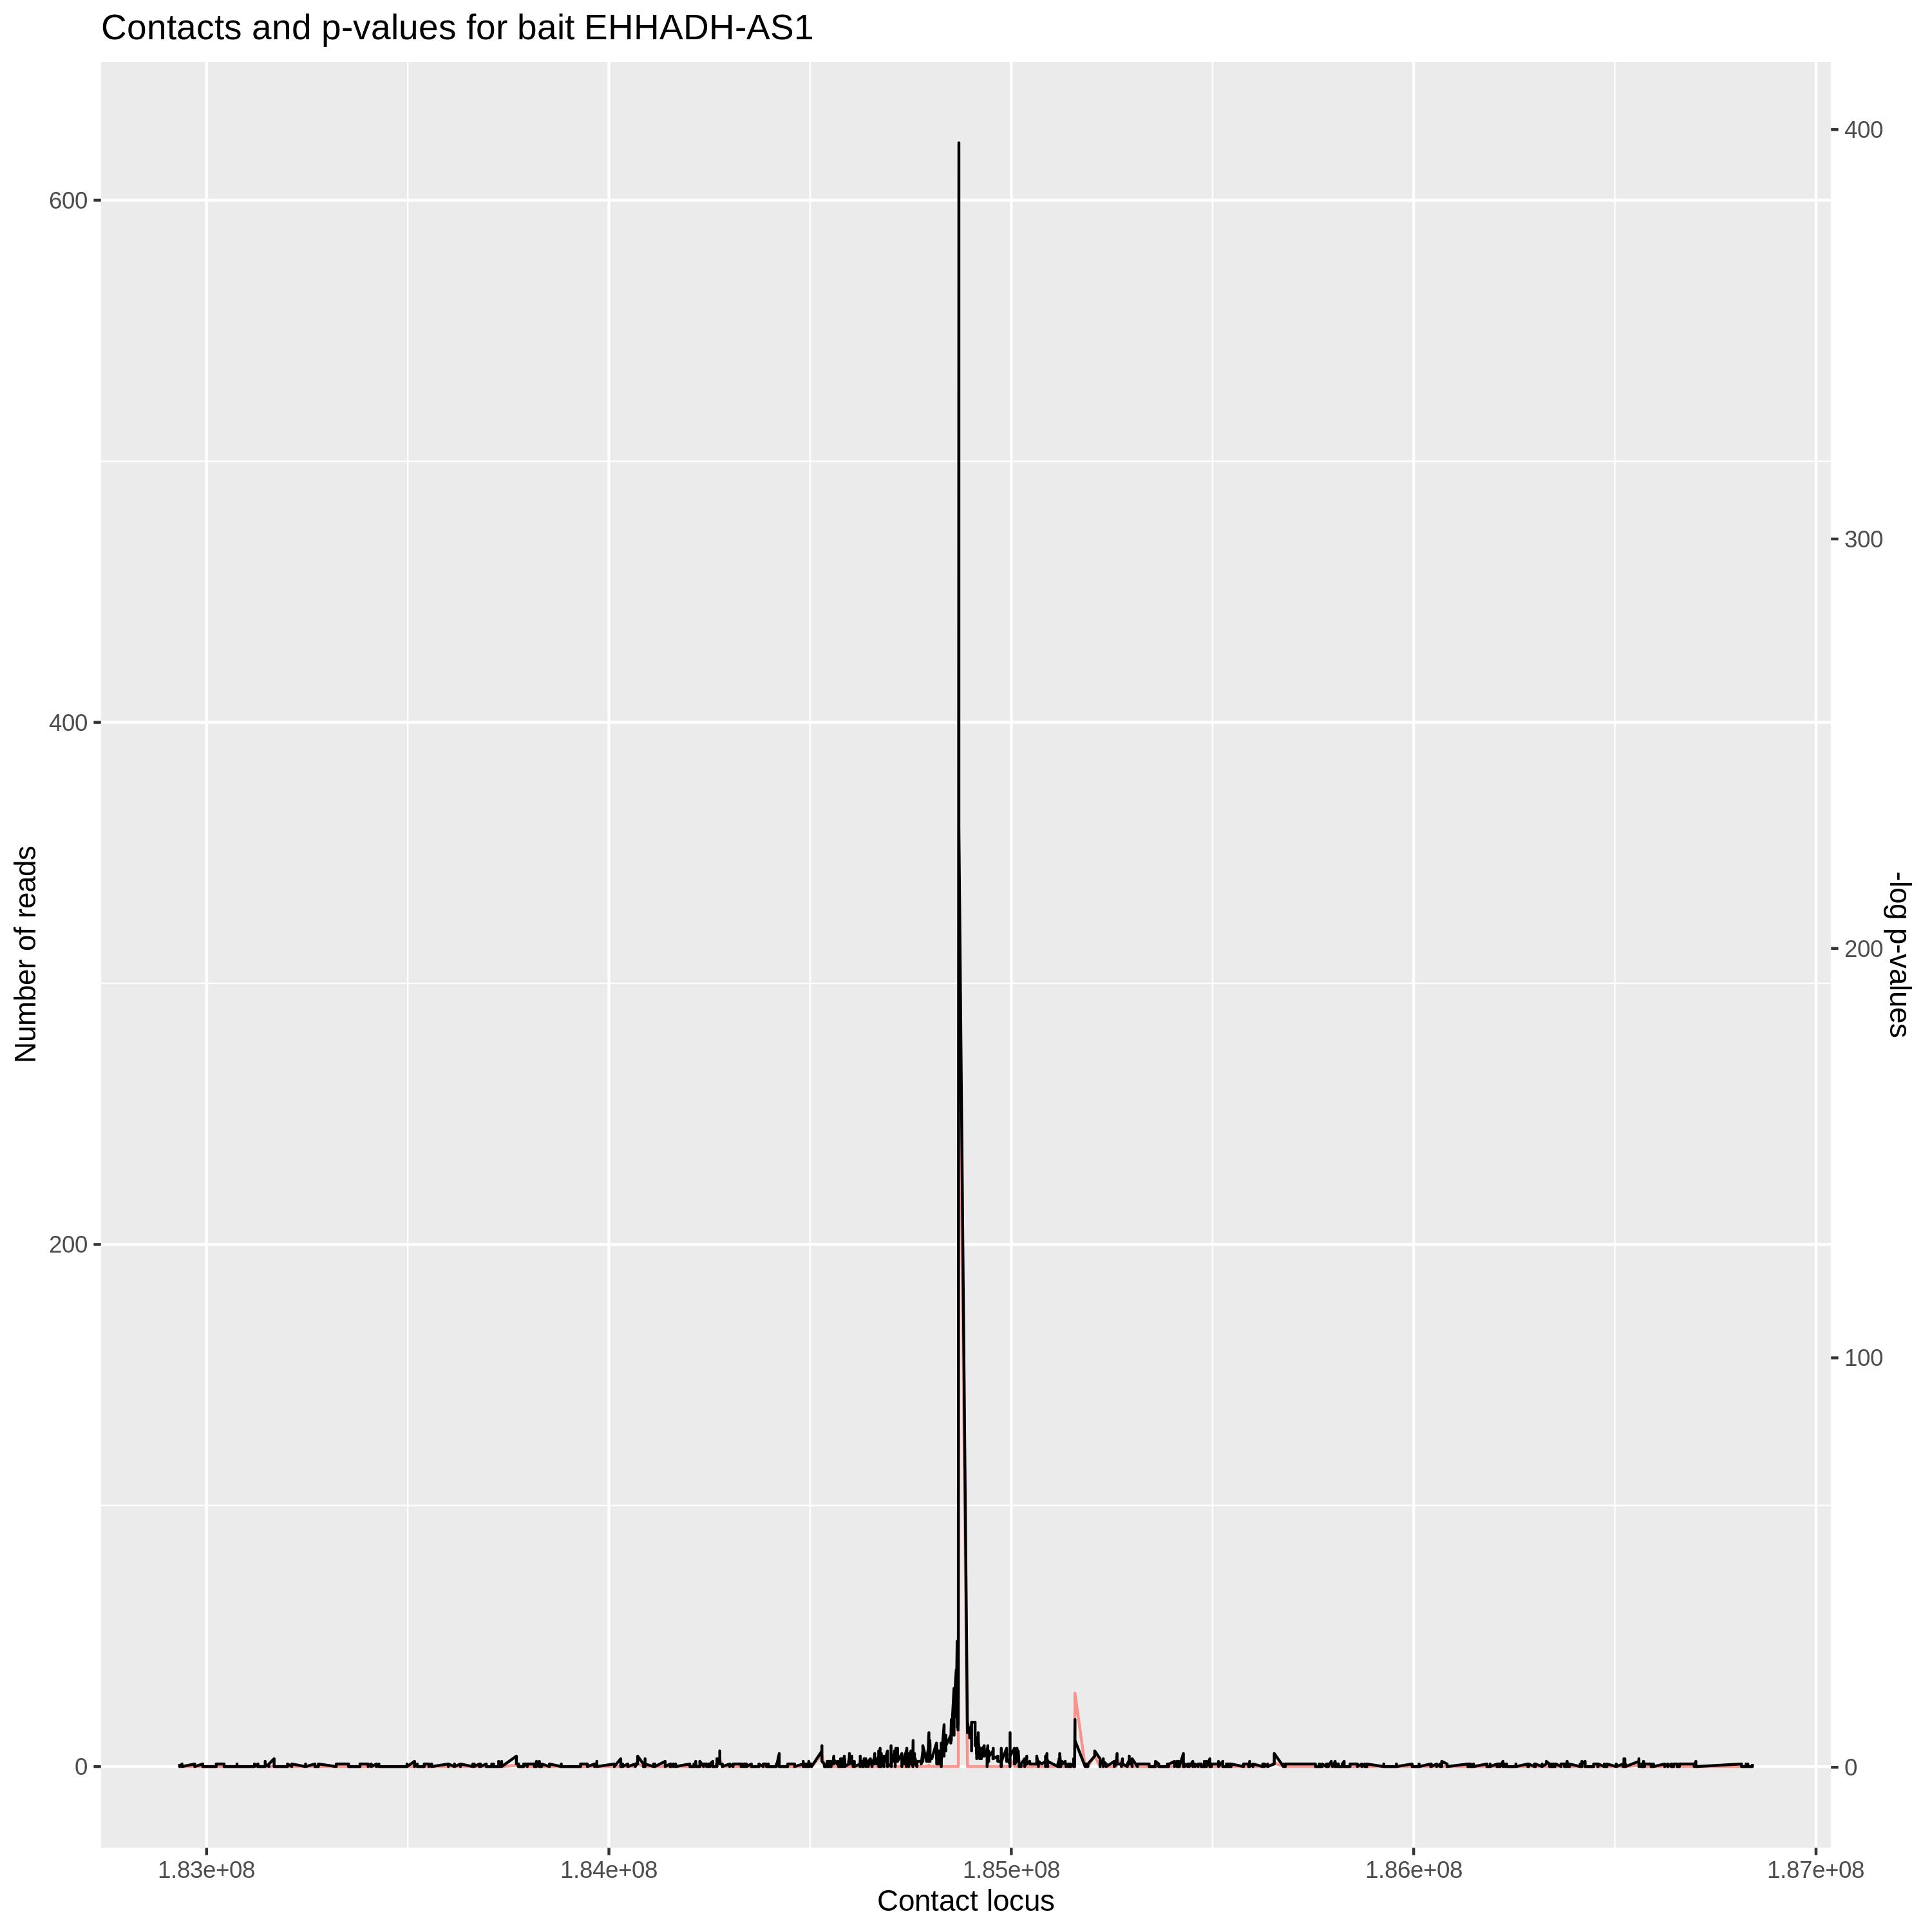 Contacts and p-values for bait EHHADH-AS1
600
400
200
0
Number of reads
400
300
200
100
0
-log p-values
1.83e+08
1.84e+08
1.85e+08
1.86e+08
1.87e+08
Contact locus